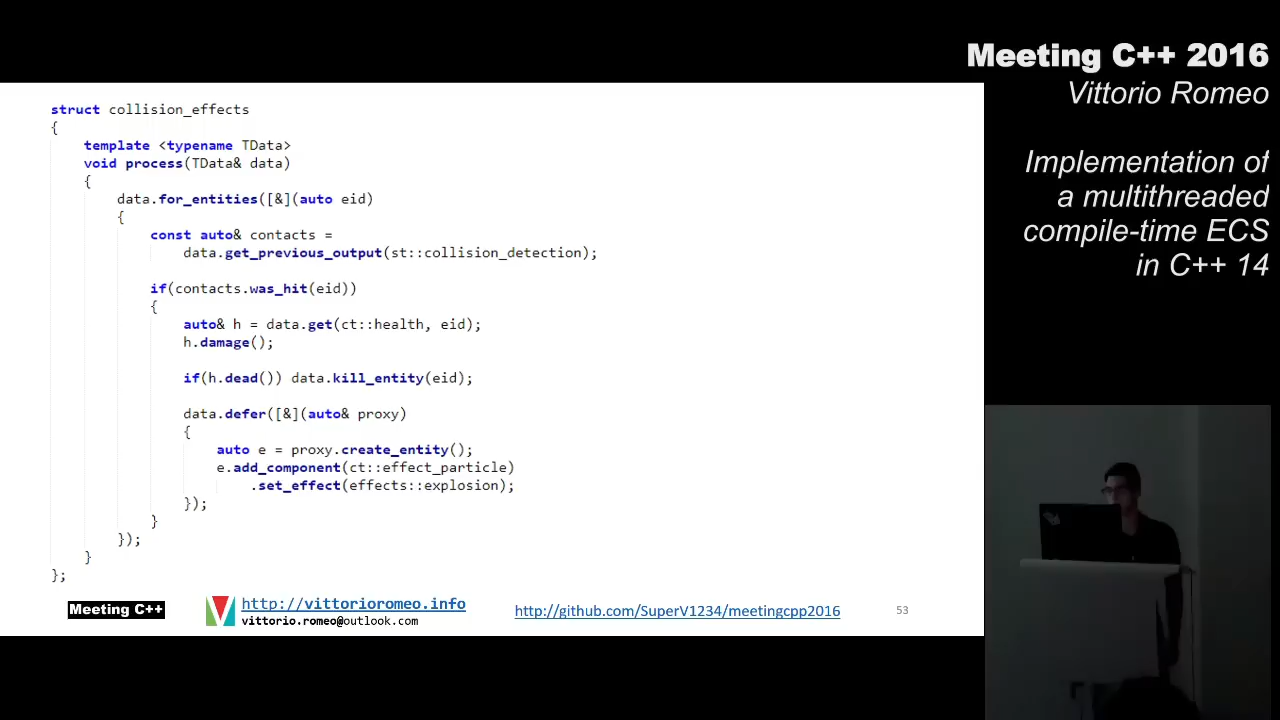 Meeting C++ 2016
Vittorio Romeo
Implementation of
a multithreaded
compile-time ECS
in C++ 14
struct collision_effects
{
    template <typename TData>
    void process(TData& data)
    {
        data.for_entities([&](auto eid)
        {
            const auto& contacts =
                data.get_previous_output(st::collision_detection);
            if(contacts.was_hit(eid))
            {
                auto& h = data.get(ct::health, eid);
                h.damage();
                if(h.dead()) data.kill_entity(eid);
                data.defer([&](auto& proxy)
                {
                    auto e = proxy.create_entity();
                    e.add_component(ct::effect_particle)
                        .set_effect(effects::explosion);
                });
            }
        });
    }
};
Meeting C++
http://vittorioromeo.info
vittorio.romeo@outlook.com
http://github.com/SuperV1234/meetingcpp2016
53